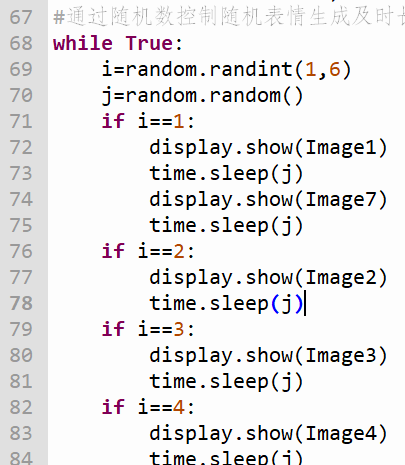 67 #通过随机数控制随机表情生成及时长
68 while True:
69 i=random.randint(1,6)
70 j=random.random()
71 if i==1:
72 display.show(Image1)
73 time.sleep(j)
74 display.show(Image7)
75 time.sleep(j)
76 if i==2:
77 display.show(Image2)
78 time.sleep(j)
79 if i==3:
80 display.show(Image3)
81 time.sleep(j)
82 if i==4:
83 display.show(Image4)
84 time.sleep(j)